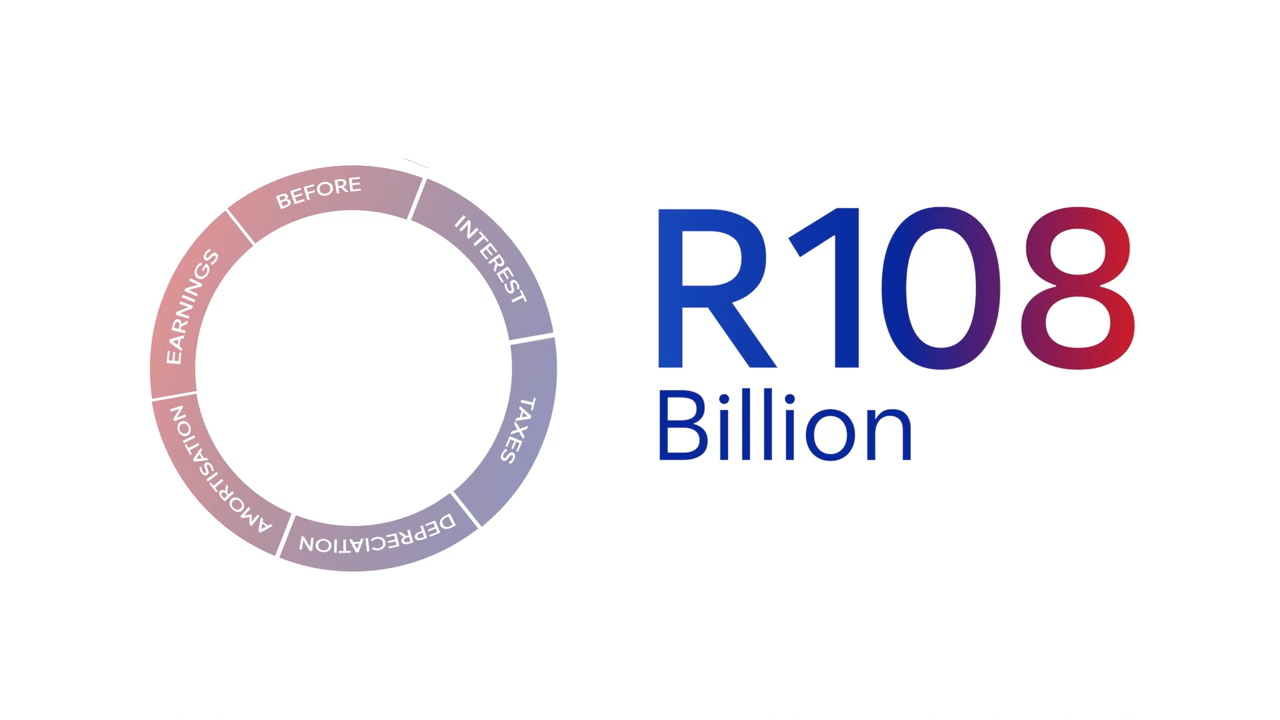 EARNINGS
BEFORE
INTEREST
TAXES
DEPRECIATION
AMORTISATION
R108
Billion